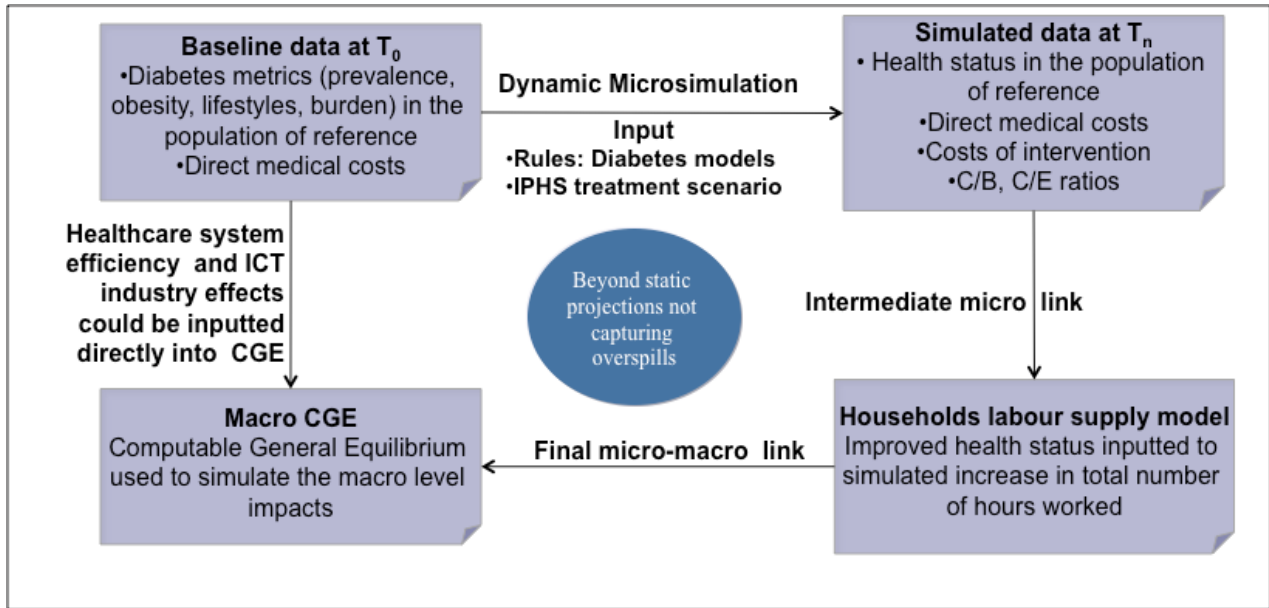 Baseline data at T0
•Diabetes metrics (prevalence,
obesity, lifestyles, burden) in the
population of reference
•Direct medical costs
Dynamic Microsimulation
Input
•Rules: Diabetes models
•IPHS treatment scenario
Simulated data at Tn
• Health status in the population
of reference
•Direct medical costs
•Costs of intervention
•C/B, C/E ratios
Healthcare system
efficiency and ICT
industry effects
could be inputted
directly into CGE
Beyond static
projections not
capturing
overspills
Intermediate micro link
Macro CGE
Computable General Equilibrium
used to simulate the macro level
impacts
Final micro-macro link
Households labour supply model
Improved health status inputted to
simulated increase in total number
of hours worked